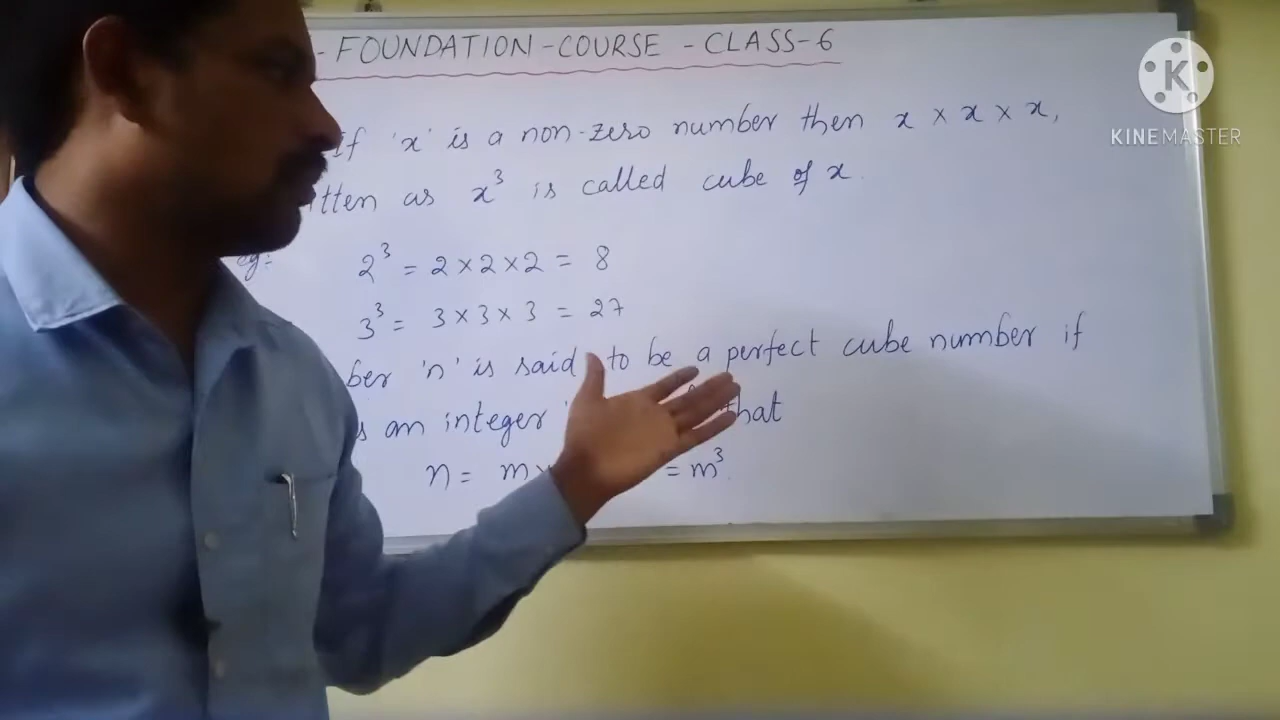 - FOUNDATION - COURSE - CLASS - 6
K
KINEMASTER
If 'x' is a non-zero number then x × x × x,
itten as x³ is called cube of x.
eg:
2³ = 2 × 2 × 2 = 8
3³ = 3 × 3 × 3 = 27
ber 'n' is said to be a perfect cube number if
s an integer that
n = m = m³.